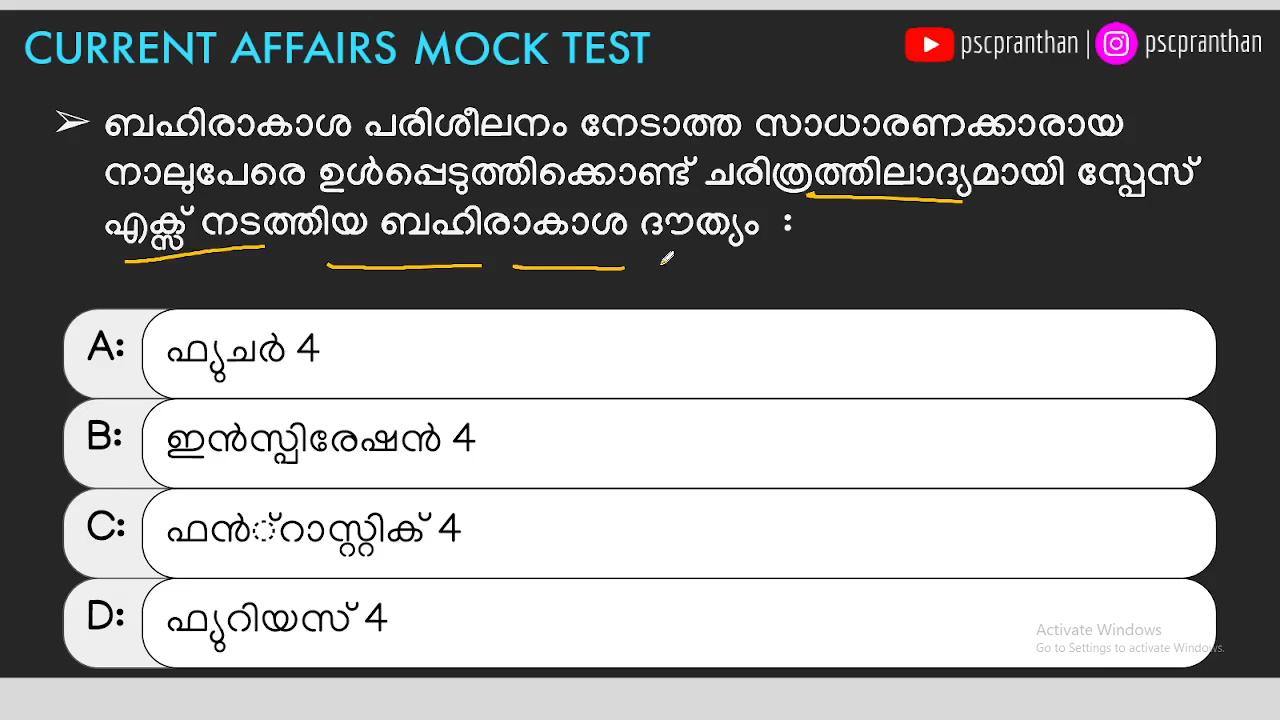 CURRENT AFFAIRS MOCK TEST
pscpranthan | pscpranthan
➢ ബഹിരാകാശ പരിശീലനം നേടാത്ത സാധാരണക്കാരായ
നാലുപേരെ ഉൾപ്പെടുത്തിക്കൊണ്ട് ചരിത്രത്തിലാദ്യമായി സ്പേസ്
എക്സ് നടത്തിയ ബഹിരാകാശ ദൗത്യം :
A: ഫ്യുചർ 4
B: ഇൻസ്പിരേഷൻ 4
C: ഫൻ്റാസ്റ്റിക് 4
D: ഫ്യുറിയസ് 4
Activate Windows
Go to Settings to activate Windows.